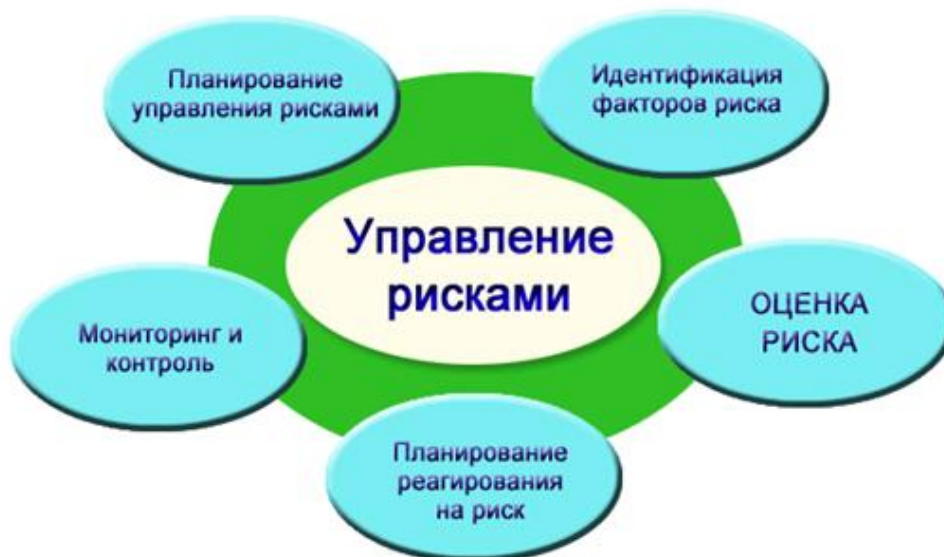 Планирование
управления рисками
Идентификация
факторов риска
Управление
рисками
ОЦЕНКА
РИСКА
Мониторинг и
контроль
Планирование
реагирования
на риск